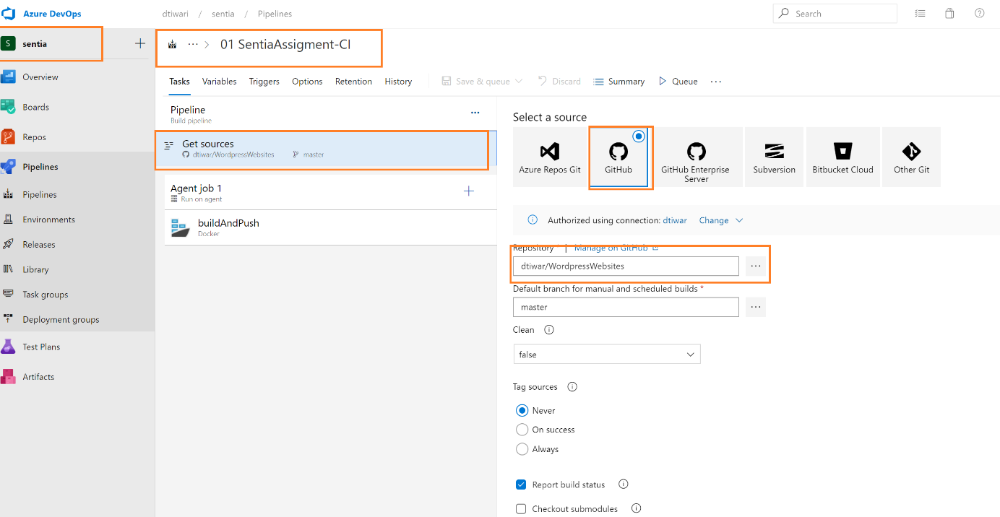 Azure DevOps
dtiwari / sentia / Pipelines
Search
S sentia
Overview
Boards
Repos
Pipelines
Pipelines
Environments
Releases
Library
Task groups
Deployment groups
Test Plans
Artifacts
01 SentiaAssigment-CI
Tasks Variables Triggers Options Retention History Save & queue Discard Summary Queue
Pipeline
Build pipeline
Get sources
dtiwar/WordpressWebsites master
Agent job 1
Run on agent
buildAndPush
Docker
Select a source
Azure Repos Git
GitHub
GitHub Enterprise
Server
Subversion
Bitbucket Cloud
Other Git
Authorized using connection: dtiwar Change
Repository * | Manage on GitHub
dtiwar/WordpressWebsites
Default branch for manual and scheduled builds *
master
Clean
false
Tag sources
Never
On success
Always
Report build status
Checkout submodules